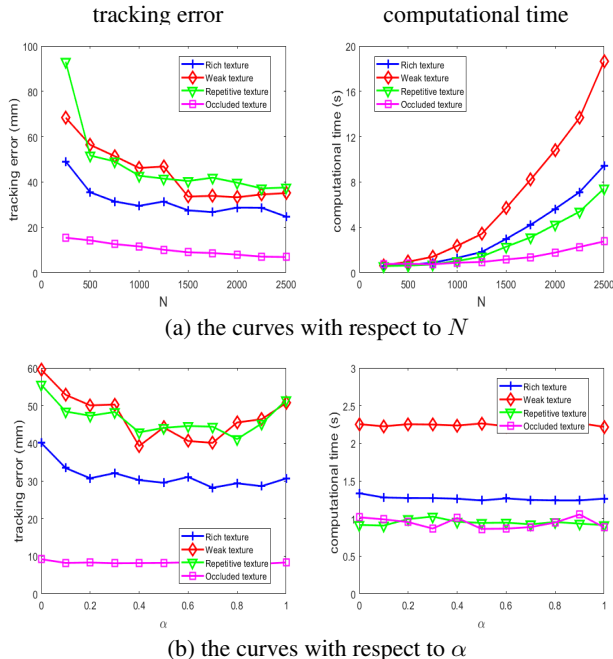 tracking error computational time
100
80
60
40
20
0
tracking error (mm)
Rich texture
Weak texture
Repetitive texture
Occluded texture
0 500 1000 1500 2000 2500
N
20
16
12
8
4
0
computational time (s)
Rich texture
Weak texture
Repetitive texture
Occluded texture
0 500 1000 1500 2000 2500
N
(a) the curves with respect to N
60
50
40
30
20
10
0
tracking error (mm)
Rich texture
Weak texture
Repetitive texture
Occluded texture
0 0.2 0.4 0.6 0.8 1
α
3
2.5
2
1.5
1
0.5
0
computational time (s)
Rich texture
Weak texture
Repetitive texture
Occluded texture
0 0.2 0.4 0.6 0.8 1
α
(b) the curves with respect to α